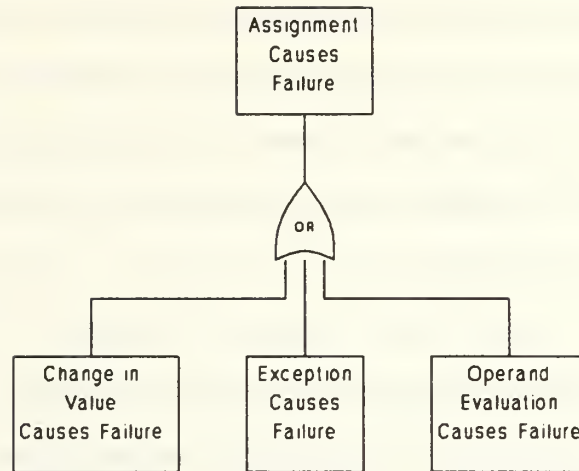 Assignment
Causes
Failure
OR
Change in
Value
Causes Failure
Exception
Causes
Failure
Operand
Evaluation
Causes Failure